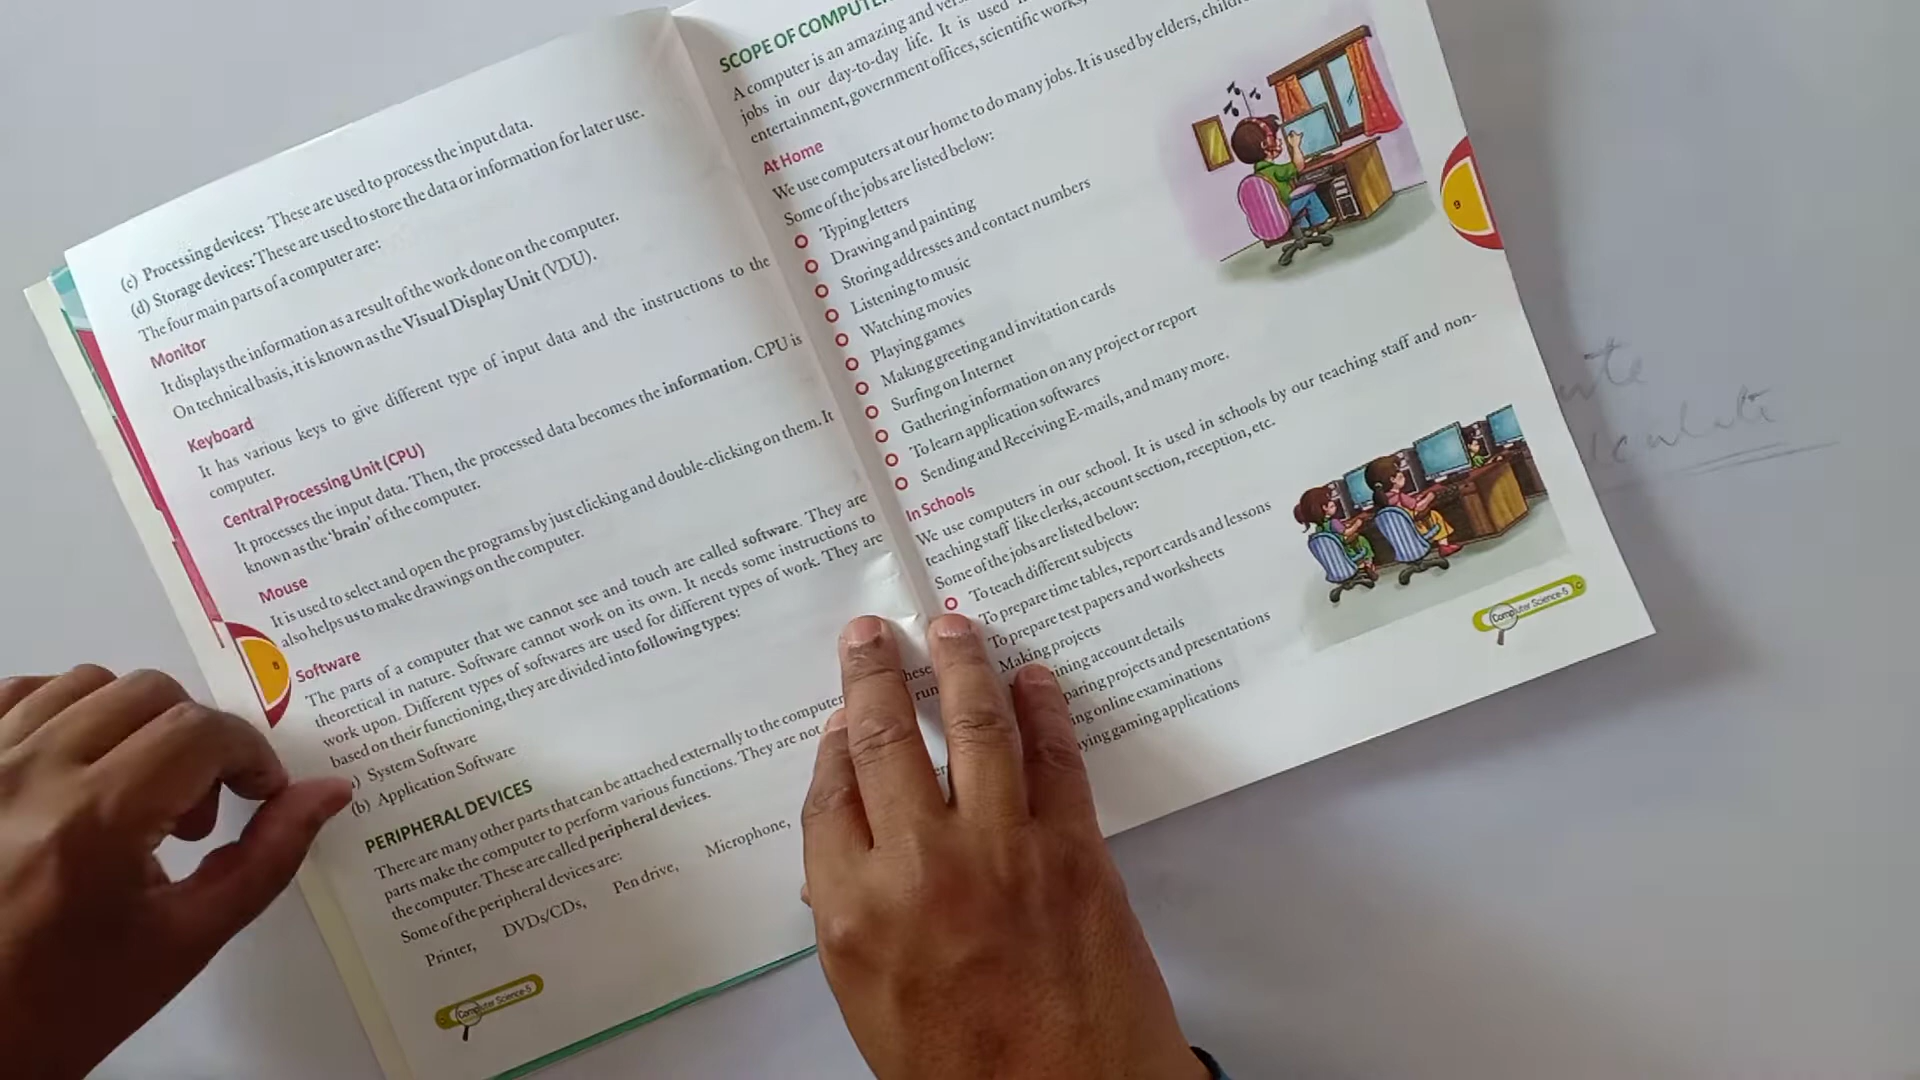 (c) Processing devices: These are used to process the input data.
(d) Storage devices: These are used to store the data or information for later use.
The four main parts of a computer are:
Monitor
It displays the information as a result of the work done on the computer.
On technical basis, it is known as the Visual Display Unit (VDU).
Keyboard
It has various keys to give different type of input data and the instructions to the
computer.
Central Processing Unit (CPU)
It processes the input data. Then, the processed data becomes the information. CPU is
known as the 'brain' of the computer.
Mouse
It is used to select and open the programs by just clicking and double-clicking on them. It
also helps us to make drawings on the computer.
8
Software
The parts of a computer that we cannot see and touch are called software. They are
theoretical in nature. Software cannot work on its own. It needs some instructions to
work upon. Different types of softwares are used for different types of work. They are
based on their functioning, they are divided into following types:
) System Software
(b) Application Software
PERIPHERAL DEVICES
There are many other parts that can be attached externally to the computer
parts make the computer to perform various functions. They are not run
the computer. These are called peripheral devices.
Some of the peripheral devices are:
Printer, DVDs/CDs, Pen drive, Microphone,
Computer Science-5
SCOPE OF COMPUTER
A computer is an amazing and
jobs in our day-to-day life. It is used
entertainment, government offices, scientific works,
At Home
We use computers at our home to do many jobs. It is used by elders,
Some of the jobs are listed below:
Typing letters
Drawing and painting
Storing addresses and contact numbers
Listening to music
Watching movies
Playing games
Making greeting and invitation cards
Surfing on Internet
Gathering information on any project or report
To learn application softwares
Sending and Receiving E-mails, and many more.
9
In Schools
We use computers in our school. It is used in schools by our teaching staff and non-
teaching staff like clerks, account section, reception, etc.
Some of the jobs are listed below:
To teach different subjects
To prepare time tables, report cards and lessons
To prepare test papers and worksheets
Making projects
ining account details
paring projects and presentations
ing online examinations
ying gaming applications
Computer Science-5